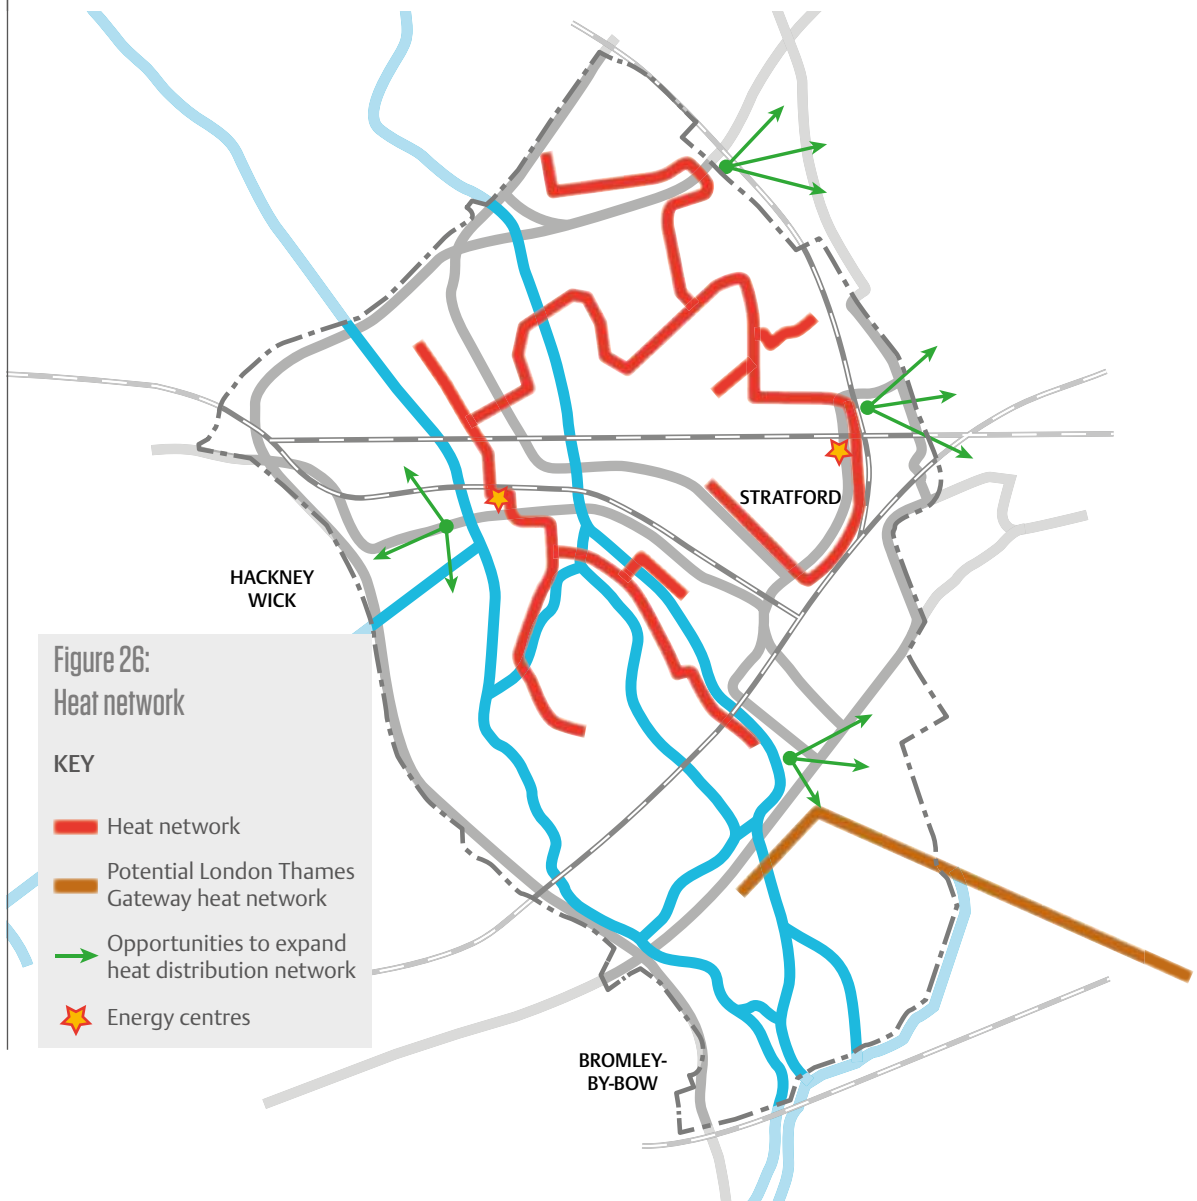 STRATFORD
HACKNEY
WICK
Figure 26:
Heat network
KEY
Heat network
Potential London Thames
Gateway heat network
Opportunities to expand
heat distribution network
Energy centres
BROMLEY-
BY-BOW